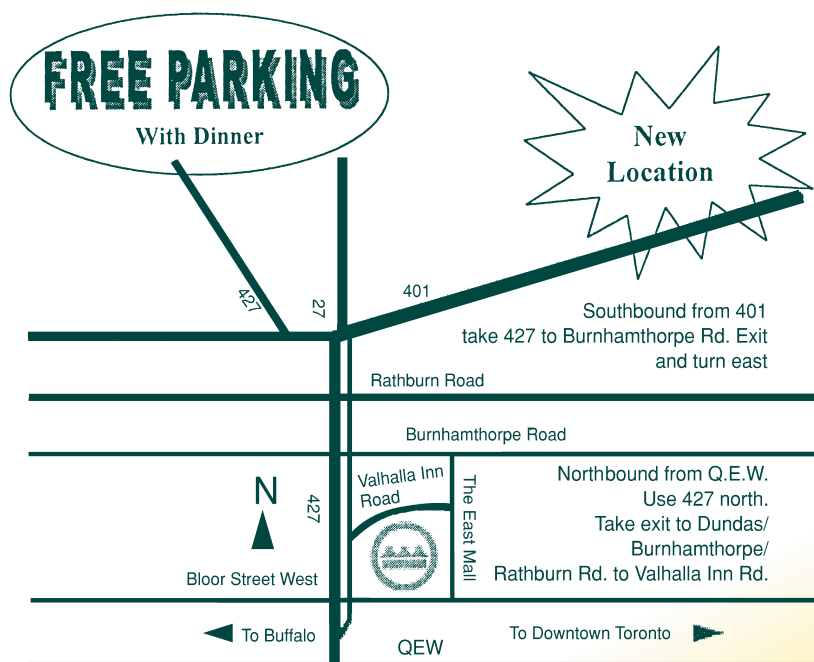 FREE PARKING
With Dinner
New
Location
427
27
401
Southbound from 401
take 427 to Burnhamthorpe Rd. Exit
and turn east
Rathburn Road
Burnhamthorpe Road
Valhalla Inn
Road
The East Mall
N
427
Northbound from Q.E.W.
Use 427 north.
Take exit to Dundas/
Burnhamthorpe/
Rathburn Rd. to Valhalla Inn Rd.
Bloor Street West
To Buffalo
QEW
To Downtown Toronto